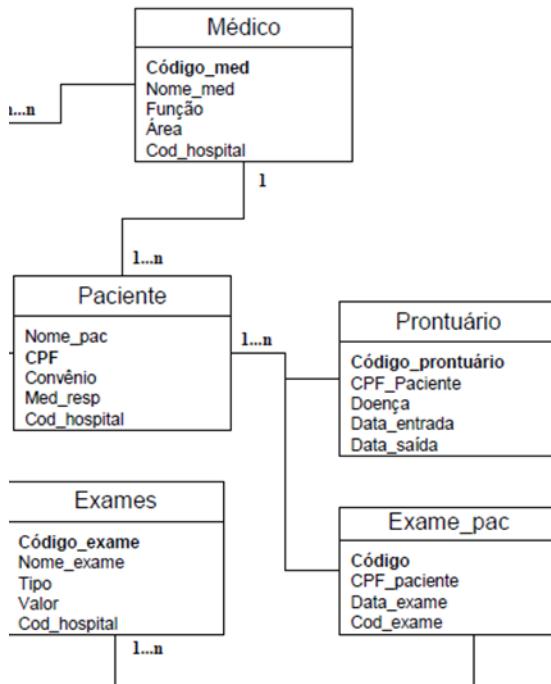 Médico
Código_med
Nome_med
Função
Área
Cod_hospital
...n
1
1...n
Paciente
Nome_pac
CPF
Convênio
Med_resp
Cod_hospital
1...n
Prontuário
Código_prontuário
CPF_Paciente
Doença
Data_entrada
Data_saída
Exames
Código_exame
Nome_exame
Tipo
Valor
Cod_hospital
1...n
Exame_pac
Código
CPF_paciente
Data_exame
Cod_exame